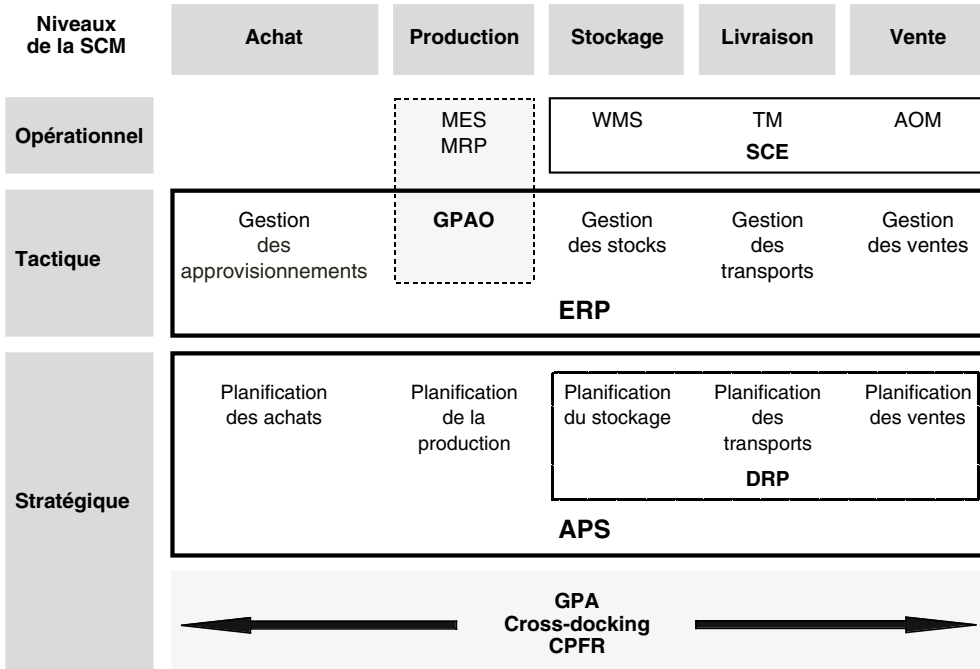 Niveaux
de la SCM
Achat
Production
Stockage
Livraison
Vente
Opérationnel
MES
MRP
WMS
TM
AOM
SCE
Tactique
Gestion
des
approvisionnements
GPAO
Gestion
des stocks
Gestion
des
transports
Gestion
des ventes
ERP
Stratégique
Planification
des achats
Planification
de la
production
Planification
du stockage
Planification
des
transports
Planification
des ventes
DRP
APS
GPA
Cross-docking
CPFR